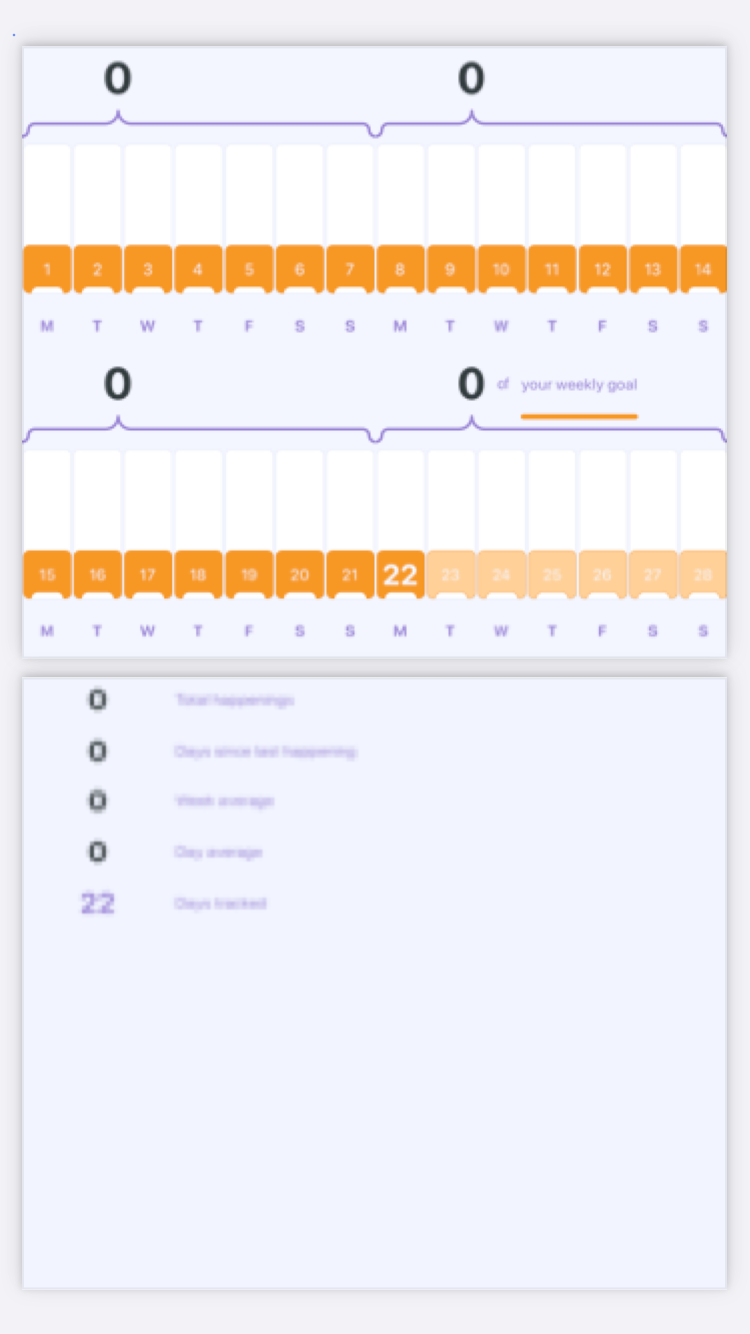 0 0
1 2 3 4 5 6 7 8 9 10 11 12 13 14
M T W T F S S M T W T F S S
0 0 of your weekly goal
15 16 17 18 19 20 21 22 23 24 25 26 27 28
M T W T F S S M T W T F S S
0 Total happenings
0 Days since last happening
0 Week average
0 Day average
22 Days tracked